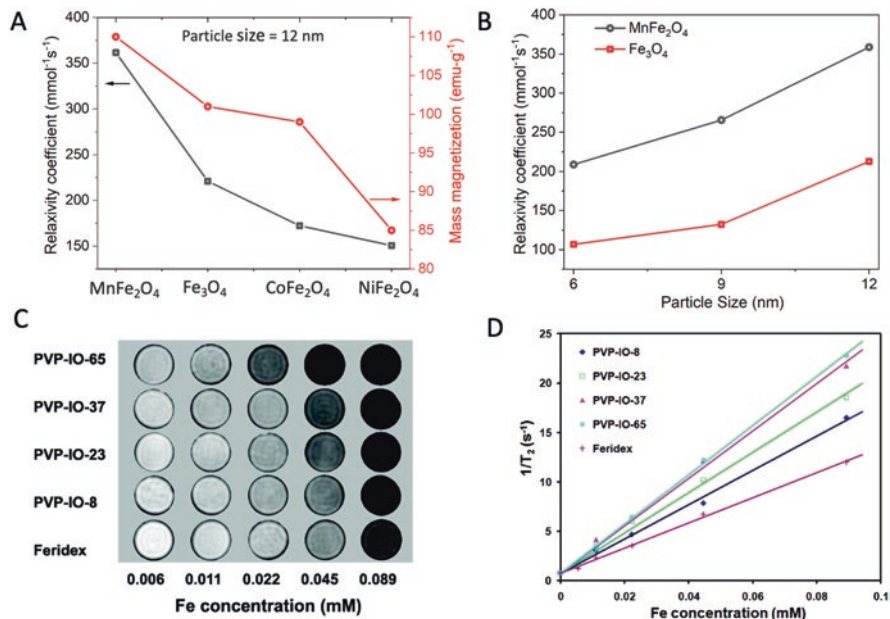 A
Particle size = 12 nm
Relaxivity coefficient (mmol⁻¹s⁻¹)
400
350
300
250
200
150
110
105
100
95
90
85
80
Mass magnetizetion (emu-g⁻¹)
MnFe₂O₄ Fe₃O₄ CoFe₂O₄ NiFe₂O₄
B
MnFe₂O₄
Fe₃O₄
Relaxivity coefficient (mmol⁻¹s⁻¹)
400
350
300
250
200
150
100
6 9 12
Particle Size (nm)
C
PVP-IO-65
PVP-IO-37
PVP-IO-23
PVP-IO-8
Feridex
0.006 0.011 0.022 0.045 0.089
Fe concentration (mM)
D
PVP-IO-8
PVP-IO-23
PVP-IO-37
PVP-IO-65
Feridex
1/T₂ (s⁻¹)
25
20
15
10
5
0
0 0.02 0.04 0.06 0.08 0.1
Fe concentration (mM)